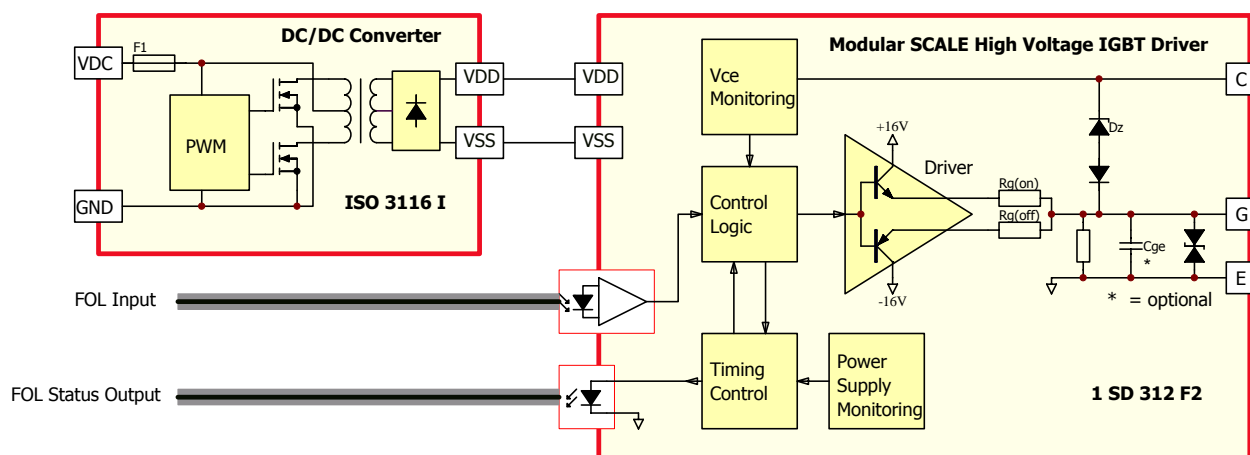 DC/DC Converter
F1
VDC
PWM
GND
ISO 3116 I
VDD
VSS
VDD
VSS
Modular SCALE High Voltage IGBT Driver
Vce
Monitoring
C
Dz
+16V
Driver
Control
Logic
Rg(on)
Rg(off)
G
Cge
*
E
-16V
* = optional
FOL Input
FOL Status Output
Timing
Control
Power
Supply
Monitoring
1 SD 312 F2